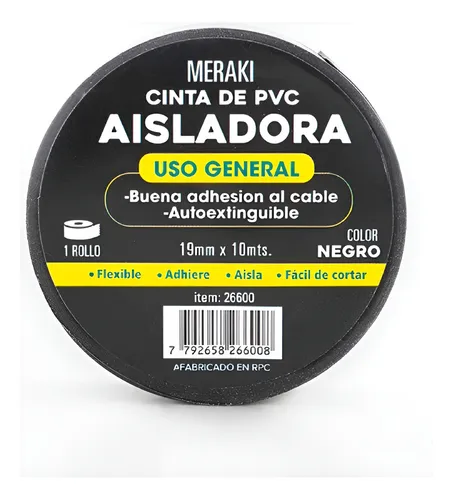 MERAKI
CINTA DE PVC
AISLADORA
USO GENERAL
-Buena adhesion al cable
-Autoextinguible
1 ROLLO
19mm x 10mts.
COLOR
NEGRO
• Flexible • Adhiere • Aisla • Fácil de cortar
item: 26600
7 792658 266008
AFABRICADO EN RPC